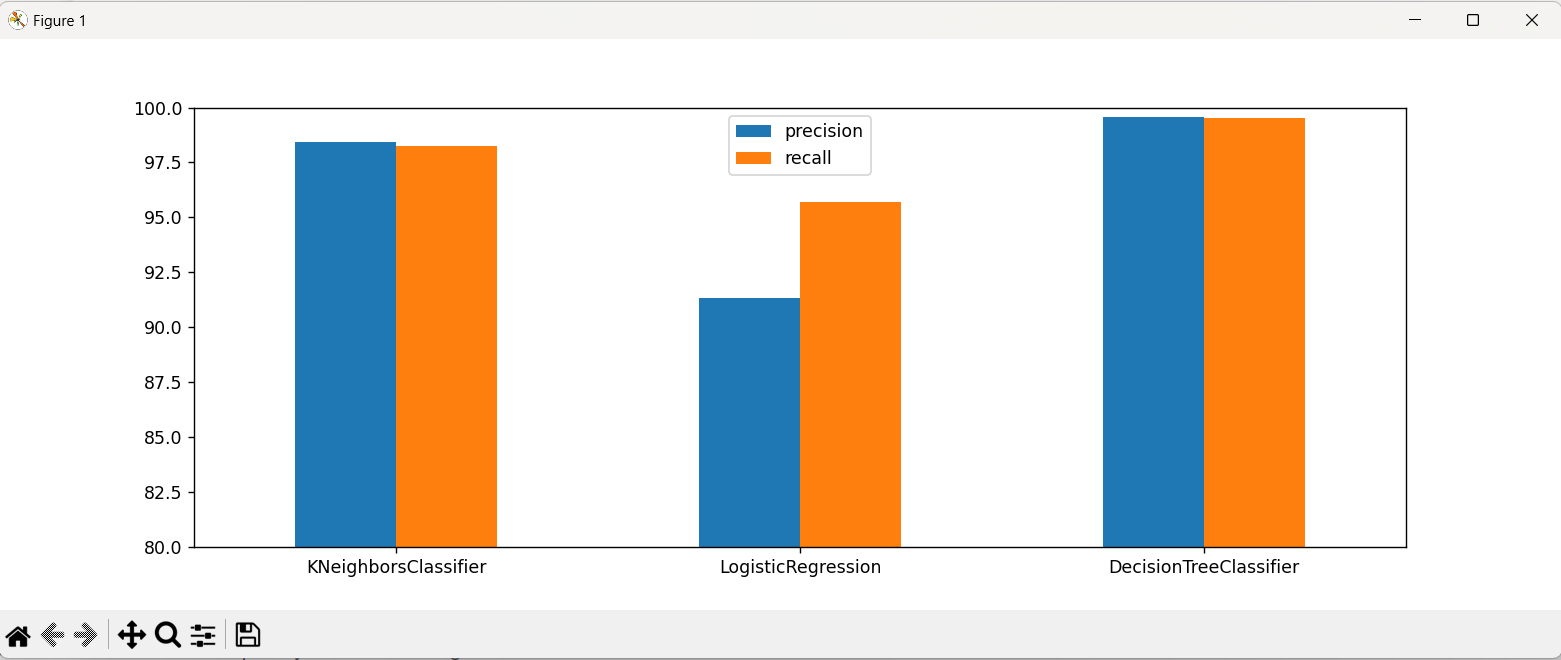 Figure 1
100.0
97.5
95.0
92.5
90.0
87.5
85.0
82.5
80.0
precision
recall
KNeighborsClassifier
LogisticRegression
DecisionTreeClassifier